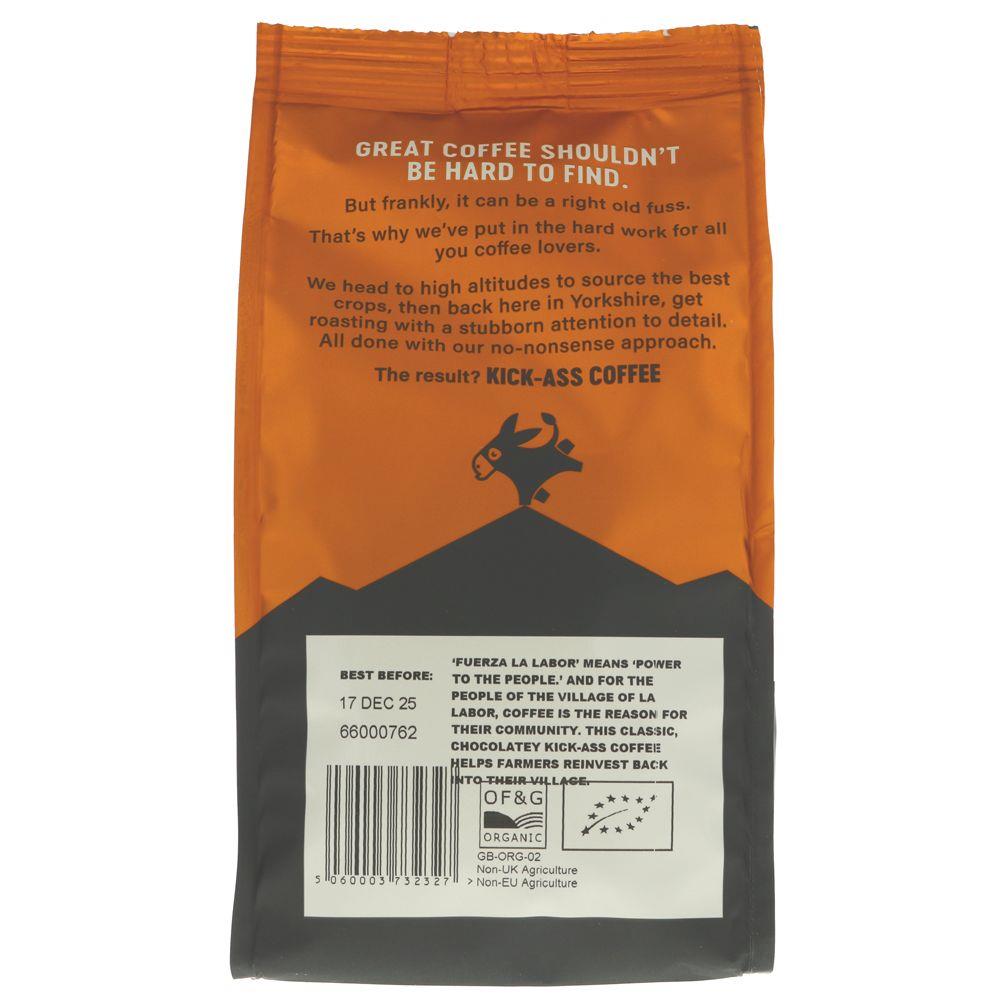 GREAT COFFEE SHOULDN'T
BE HARD TO FIND.
But frankly, it can be a right old fuss.
That's why we've put in the hard work for all
you coffee lovers.
We head to high altitudes to source the best
crops, then back here in Yorkshire, get
roasting with a stubborn attention to detail.
All done with our no-nonsense approach.
The result? KICK-ASS COFFEE
BEST BEFORE:
17 DEC 25
66000762
'FUERZA LA LABOR' MEANS 'POWER
TO THE PEOPLE.' AND FOR THE
PEOPLE OF THE VILLAGE OF LA
LABOR, COFFEE IS THE REASON FOR
THEIR COMMUNITY. THIS CLASSIC,
CHOCOLATEY KICK-ASS COFFEE
HELPS FARMERS REINVEST BACK
INTO THEIR VILLAGE.
OF&G
ORGANIC
GB-ORG-02
Non-UK Agriculture
Non-EU Agriculture
5 060003 732327 >